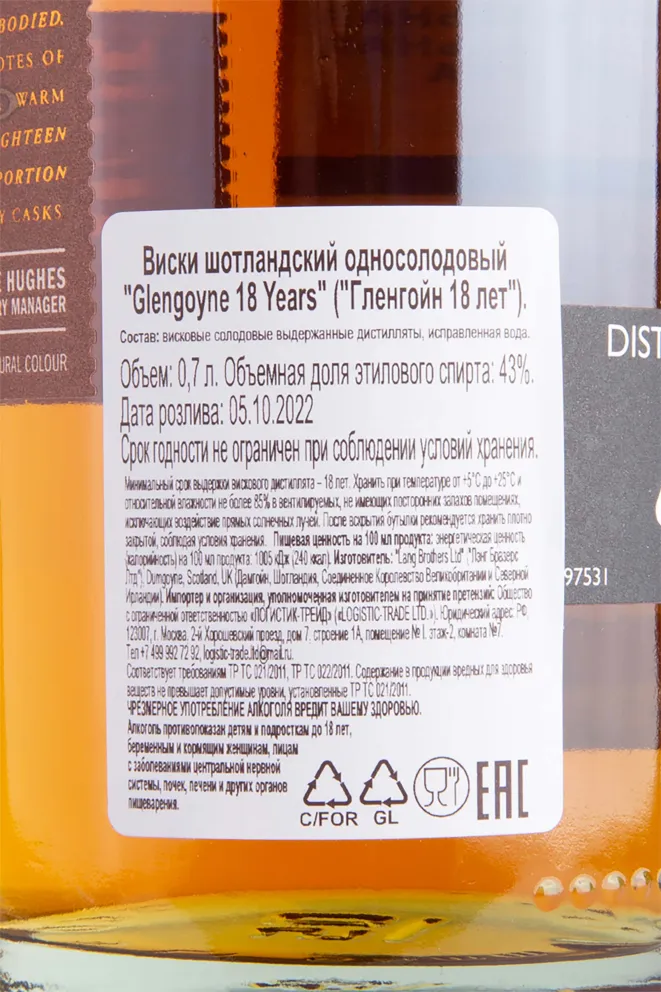 BODIED.
OTES OF
WARM
GHTEEN
PORTION
Y CASKS
E HUGHES
RY MANAGER
URAL COLOUR
Виски шотландский односолодовый
"Glengoyne 18 Years" ("Гленгойн 18 лет").
Состав: висковые солодовые выдержанные дистилляты, исправленная вода.
Объем: 0,7 л. Объемная доля этилового спирта: 43%.
Дата розлива: 05.10.2022
Срок годности не ограничен при соблюдении условий хранения.
Минимальный срок выдержки вискового дистиллята – 18 лет. Хранить при температуре от +5°С до +25°С и
относительной влажности не более 85% в вентилируемых, не имеющих посторонних запахов помещениях,
исключающих воздействие прямых солнечных лучей. После вскрытия бутылки рекомендуется хранить плотно
закрытой, соблюдая условия хранения. Пищевая ценность на 100 мл продукта: энергетическая ценность
(калорийность) на 100 мл продукта: 1005 кДж (240 ккал). Изготовитель: "Lang Brothers Ltd" ,"Лэнг Бразерс
Лтд"). Dumgoyne, Scotland, UK (Дамгойн, Шотландия, Соединенное Королевство Великобритании и Северной
Ирландии). Импортер и организация, уполномоченная изготовителем на принятие претензий: Общество
с ограниченной ответственностью «ЛОГИСТИК-ТРЕЙД» («LOGISTIC-TRADE LTD.»), Юридический адрес: РФ,
123007, г. Москва, 2-й Хорошевский проезд, дом 7, строение 1А, помещение №I, этаж-2, комната №7.
Тел +7 499 992 72 92, logistic-trade.ltd@mail.ru.
Соответствует требованиям ТР ТС 021/2011, ТР ТС 022/2011. Содержание в продукции вредных для здоровья
веществ не превышает допустимые уровни, установленные ТР ТС 021/2011.
ЧРЕЗМЕРНОЕ УПОТРЕБЛЕНИЕ АЛКОГОЛЯ ВРЕДИТ ВАШЕМУ ЗДОРОВЬЮ.
Алкоголь противопоказан детям и подросткам до 18 лет,
беременным и кормящим женщинам, лицам
с заболеваниями центральной нервной
системы, почек, печени и других органов
пищеварения.
C/FOR GL
EAC
DIST
97531